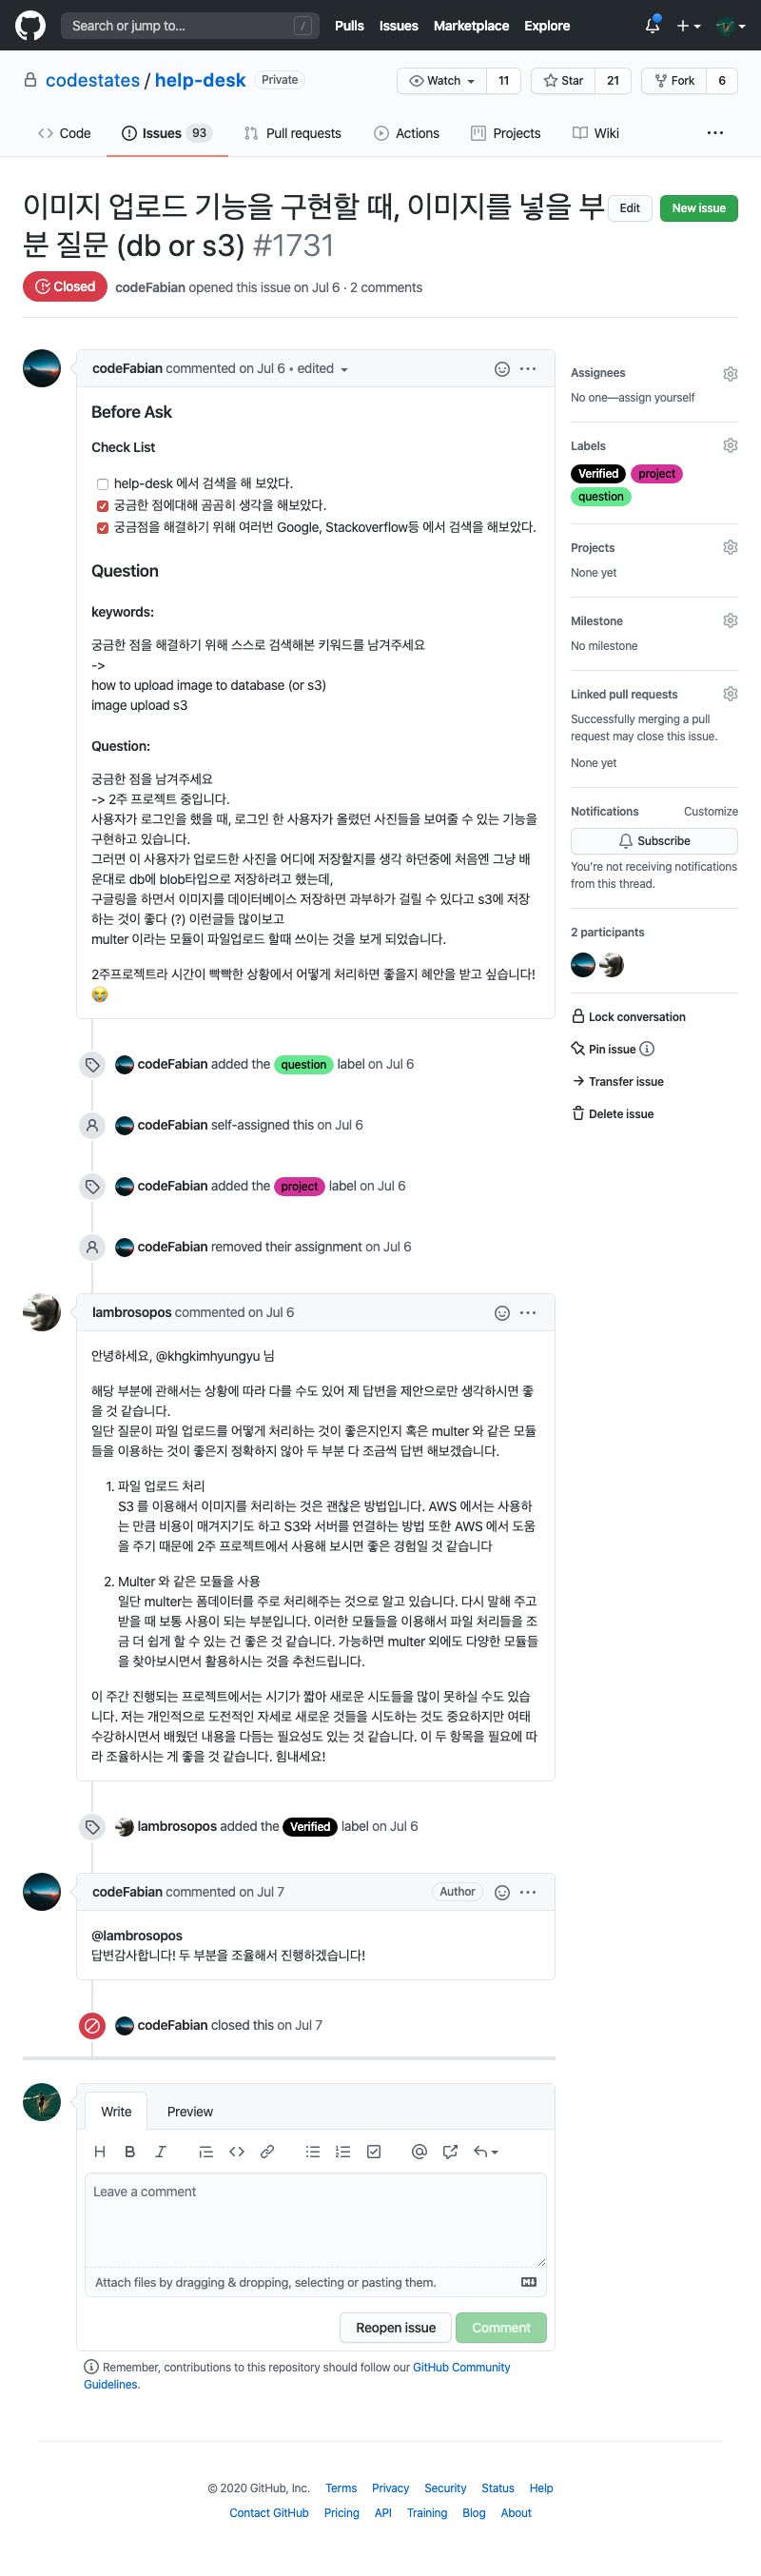 Search or jump to... /
Pulls Issues Marketplace Explore
codestates / help-desk Private
Watch 11 Star 21 Fork 6
Code Issues 93 Pull requests Actions Projects Wiki
이미지 업로드 기능을 구현할 때, 이미지를 넣을 부
분 질문 (db or s3) #1731
Edit New issue
Closed codeFabian opened this issue on Jul 6 · 2 comments
codeFabian commented on Jul 6 • edited
Before Ask
Check List
help-desk 에서 검색을 해 보았다.
궁금한 점에대해 곰곰히 생각을 해보았다.
궁금점을 해결하기 위해 여러번 Google, Stackoverflow등 에서 검색을 해보았다.
Question
keywords:
궁금한 점을 해결하기 위해 스스로 검색해본 키워드를 남겨주세요
->
how to upload image to database (or s3)
image upload s3
Question:
궁금한 점을 남겨주세요
-> 2주 프로젝트 중입니다.
사용자가 로그인을 했을 때, 로그인 한 사용자가 올렸던 사진들을 보여줄 수 있는 기능을
구현하고 있습니다.
그러면 이 사용자가 업로드한 사진을 어디에 저장할지를 생각 하던중에 처음엔 그냥 배
운대로 db에 blob타입으로 저장하려고 했는데,
구글링을 하면서 이미지를 데이터베이스 저장하면 과부하가 걸릴 수 있다고 s3에 저장
하는 것이 좋다 (?) 이런글들 많이보고
multer 이라는 모듈이 파일업로드 할때 쓰이는 것을 보게 되었습니다.
2주프로젝트라 시간이 빡빡한 상황에서 어떻게 처리하면 좋을지 혜안을 받고 싶습니다!
😭
Assignees
No one—assign yourself
Labels
Verified project
question
Projects
None yet
Milestone
No milestone
Linked pull requests
Successfully merging a pull
request may close this issue.
None yet
Notifications Customize
Subscribe
You're not receiving notifications
from this thread.
2 participants
Lock conversation
Pin issue
Transfer issue
Delete issue
codeFabian added the question label on Jul 6
codeFabian self-assigned this on Jul 6
codeFabian added the project label on Jul 6
codeFabian removed their assignment on Jul 6
lambrosopos commented on Jul 6
안녕하세요, @khgkimhyungyu 님
해당 부분에 관해서는 상황에 따라 다를 수도 있어 제 답변을 제안으로만 생각하시면 좋
을 것 같습니다.
일단 질문이 파일 업로드를 어떻게 처리하는 것이 좋은지인지 혹은 multer 와 같은 모듈
들을 이용하는 것이 좋은지 정확하지 않아 두 부분 다 조금씩 답변 해보겠습니다.
1. 파일 업로드 처리
S3 를 이용해서 이미지를 처리하는 것은 괜찮은 방법입니다. AWS 에서는 사용하
는 만큼 비용이 매겨지기도 하고 S3와 서버를 연결하는 방법 또한 AWS 에서 도움
을 주기 때문에 2주 프로젝트에서 사용해 보시면 좋은 경험일 것 같습니다
2. Multer 와 같은 모듈을 사용
일단 multer는 폼데이터를 주로 처리해주는 것으로 알고 있습니다. 다시 말해 주고
받을 때 보통 사용이 되는 부분입니다. 이러한 모듈들을 이용해서 파일 처리들을 조
금 더 쉽게 할 수 있는 건 좋은 것 같습니다. 가능하면 multer 외에도 다양한 모듈들
을 찾아보시면서 활용하시는 것을 추천드립니다.
이 주간 진행되는 프로젝트에서는 시기가 짧아 새로운 시도들을 많이 못하실 수도 있습
니다. 저는 개인적으로 도전적인 자세로 새로운 것들을 시도하는 것도 중요하지만 여태
수강하시면서 배웠던 내용을 다듬는 필요성도 있는 것 같습니다. 이 두 항목을 필요에 따
라 조율하시는 게 좋을 것 같습니다. 힘내세요!
lambrosopos added the Verified label on Jul 6
codeFabian commented on Jul 7 Author
@lambrosopos
답변감사합니다! 두 부분을 조율해서 진행하겠습니다!
codeFabian closed this on Jul 7
Write Preview
H B I
Leave a comment
Attach files by dragging & dropping, selecting or pasting them.
Reopen issue Comment
Remember, contributions to this repository should follow our GitHub Community
Guidelines.
© 2020 GitHub, Inc. Terms Privacy Security Status Help
Contact GitHub Pricing API Training Blog About